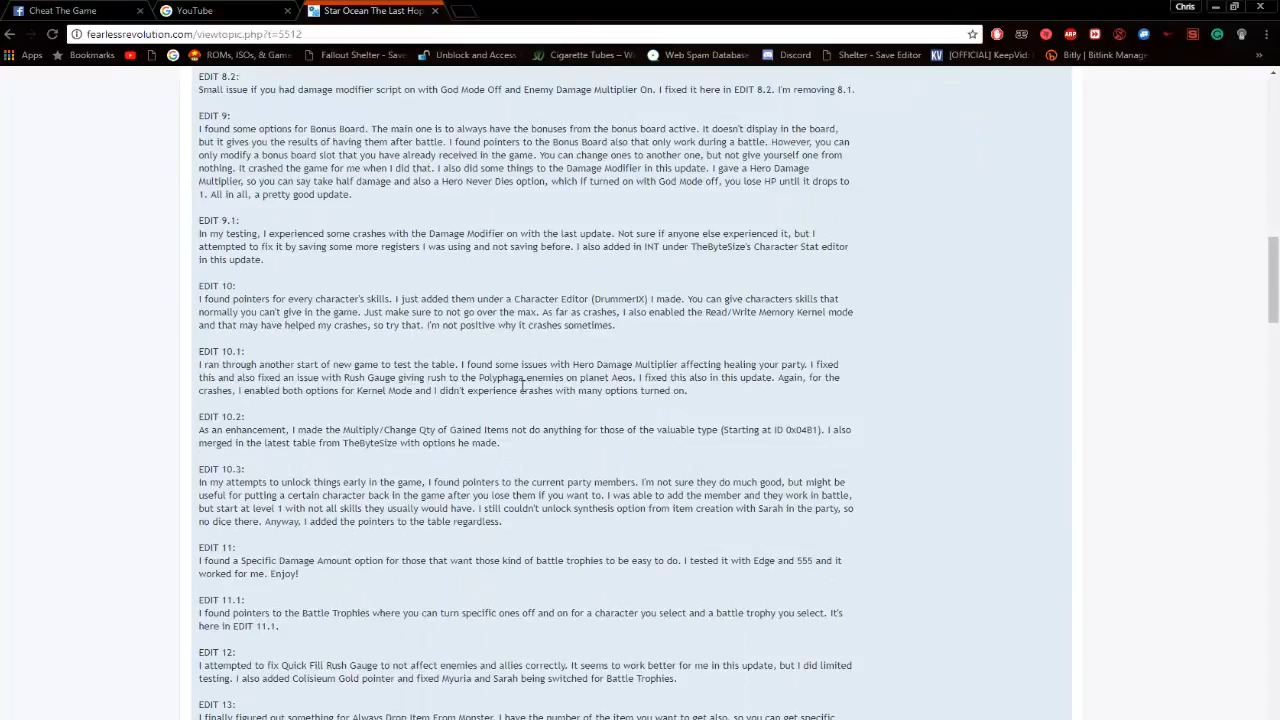 Cheat The Game
YouTube
Star Ocean The Last Hop
Chris
fearlessrevolution.com/viewtopic.php?t=5512
Apps
Bookmarks
ROMs, ISOs, & Game
Fallout Shelter - Save
Unblock and Access
Cigarette Tubes – W
Web Spam Database
Discord
Shelter - Save Editor
[OFFICIAL] KeepVid:
Bitly | Bitlink Manage
EDIT 8.2:
Small issue if you had damage modifier script on with God Mode Off and Enemy Damage Multiplier On. I fixed it here in EDIT 8.2. I'm removing 8.1.
EDIT 9:
I found some options for Bonus Board. The main one is to always have the bonuses from the bonus board active. It doesn't display in the board,
but it gives you the results of having them after battle. I found pointers to the Bonus Board also that only work during a battle. However, you can
only modify a bonus board slot that you have already received in the game. You can change ones to another one, but not give yourself one from
nothing. It crashed the game for me when I did that. I also did some things to the Damage Modifier in this update. I gave a Hero Damage
Multiplier, so you can say take half damage and also a Hero Never Dies option, which if turned on with God Mode off, you lose HP until it drops to
1. All in all, a pretty good update.
EDIT 9.1:
In my testing, I experienced some crashes with the Damage Modifier on with the last update. Not sure if anyone else experienced it, but I
attempted to fix it by saving some more registers I was using and not saving before. I also added in INT under TheByteSize's Character Stat editor
in this update.
EDIT 10:
I found pointers for every character's skills. I just added them under a Character Editor (DrummerIX) I made. You can give characters skills that
normally you can't give in the game. Just make sure to not go over the max. As far as crashes, I also enabled the Read/Write Memory Kernel mode
and that may have helped my crashes, so try that. I'm not positive why it crashes sometimes.
EDIT 10.1:
I ran through another start of new game to test the table. I found some issues with Hero Damage Multiplier affecting healing your party. I fixed
this and also fixed an issue with Rush Gauge giving rush to the Polyphaga enemies on planet Aeos. I fixed this also in this update. Again, for the
crashes, I enabled both options for Kernel Mode and I didn't experience crashes with many options turned on.
EDIT 10.2:
As an enhancement, I made the Multiply/Change Qty of Gained Items not do anything for those of the valuable type (Starting at ID 0x04B1). I also
merged in the latest table from TheByteSize with options he made.
EDIT 10.3:
In my attempts to unlock things early in the game, I found pointers to the current party members. I'm not sure they do much good, but might be
useful for putting a certain character back in the game after you lose them if you want to. I was able to add the member and they work in battle,
but start at level 1 with not all skills they usually would have. I still couldn't unlock synthesis option from item creation with Sarah in the party, so
no dice there. Anyway, I added the pointers to the table regardless.
EDIT 11:
I found a Specific Damage Amount option for those that want those kind of battle trophies to be easy to do. I tested it with Edge and 555 and it
worked for me. Enjoy!
EDIT 11.1:
I found pointers to the Battle Trophies where you can turn specific ones off and on for a character you select and a battle trophy you select. It's
here in EDIT 11.1.
EDIT 12:
I attempted to fix Quick Fill Rush Gauge to not affect enemies and allies correctly. It seems to work better for me in this update, but I did limited
testing. I also added Colisieum Gold pointer and fixed Myuria and Sarah being switched for Battle Trophies.
EDIT 13:
I finally figured out something for Always Drop Item From Monster. I have the number of the item you want to get also, so you can get specific